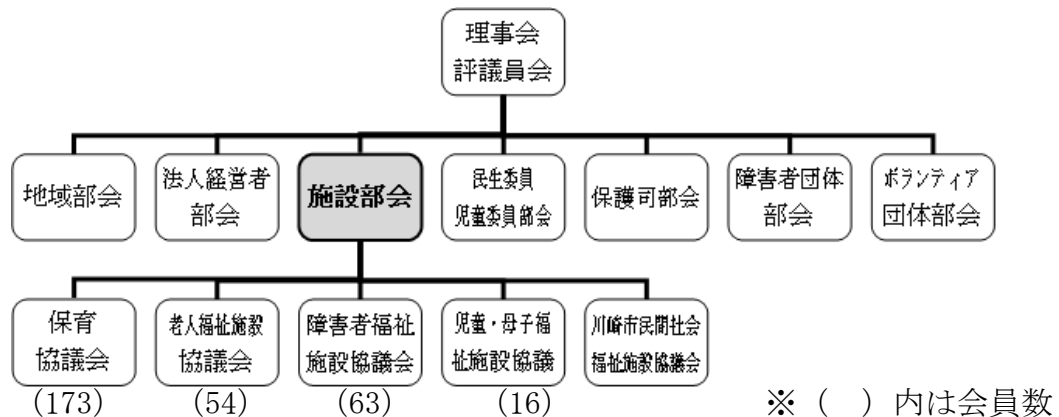 理事会
評議員会
地域部会
法人経営者
部会
施設部会
民生委員
児童委員部会
保護司部会
障害者団体
部会
ボランティア
団体部会
保育
協議会
老人福祉施設
協議会
障害者福祉
施設協議会
児童・母子福
祉施設協議
川崎市民間社会
福祉施設協議会
(173)
(54)
(63)
(16)
※（　）内は会員数